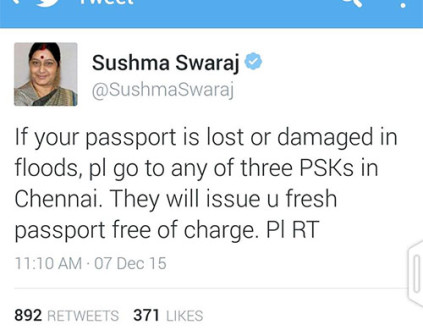 Tweet
Sushma Swaraj
@SushmaSwaraj
If your passport is lost or damaged in
floods, pl go to any of three PSKs in
Chennai. They will issue u fresh
passport free of charge. Pl RT
11:10 AM · 07 Dec 15
892 RETWEETS 371 LIKES